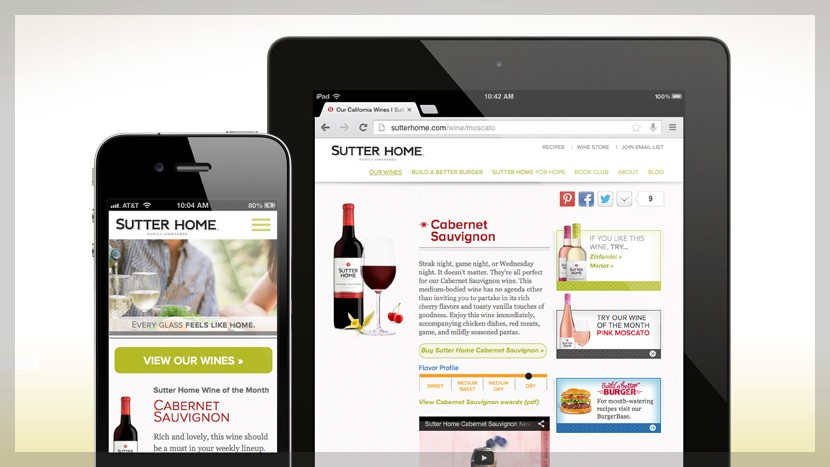 AT&T 10:04 AM 80%
SUTTER HOME
FAMILY VINEYARDS
EVERY GLASS FEELS LIKE HOME.
VIEW OUR WINES »
Sutter Home Wine of the Month
CABERNET
SAUVIGNON
Rich and lovely, this wine should
be a must in your weekly lineup.
iPad 10:42 AM 100%
Our California Wines | Sutt
sutterhome.com/wine/muscato
SUTTER HOME
FAMILY VINEYARDS
RECIPES | WINE STORE | JOIN EMAIL LIST
OUR WINES BUILD A BETTER BURGER SUTTER HOME FOR HOPE BOOK CLUB ABOUT BLOG
9
SUTTER
HOME
Cabernet
Sauvignon
Steak night, game night, or Wednesday
night. It doesn't matter. They're all perfect
for our Cabernet Sauvignon wine. This
medium-bodied wine has no agenda other
than inviting you to partake in its rich
cherry flavors and toasty vanilla touches of
goodness. Enjoy this wine immediately,
accompanying chicken dishes, red meats,
game, and mildly seasoned pastas.
Buy Sutter Home Cabernet Sauvignon »
Flavor Profile
SWEET MEDIUM SWEET MEDIUM DRY DRY
View Cabernet Sauvignon awards (pdf)
Sutter Home Cabernet Sauvignon New
IF YOU LIKE THIS
WINE, TRY...
Zinfandel »
Merlot »
TRY OUR WINE
OF THE MONTH
PINK MOSCATO
Build a better
BURGER
For mouth-watering
recipes visit our
BurgerBase.